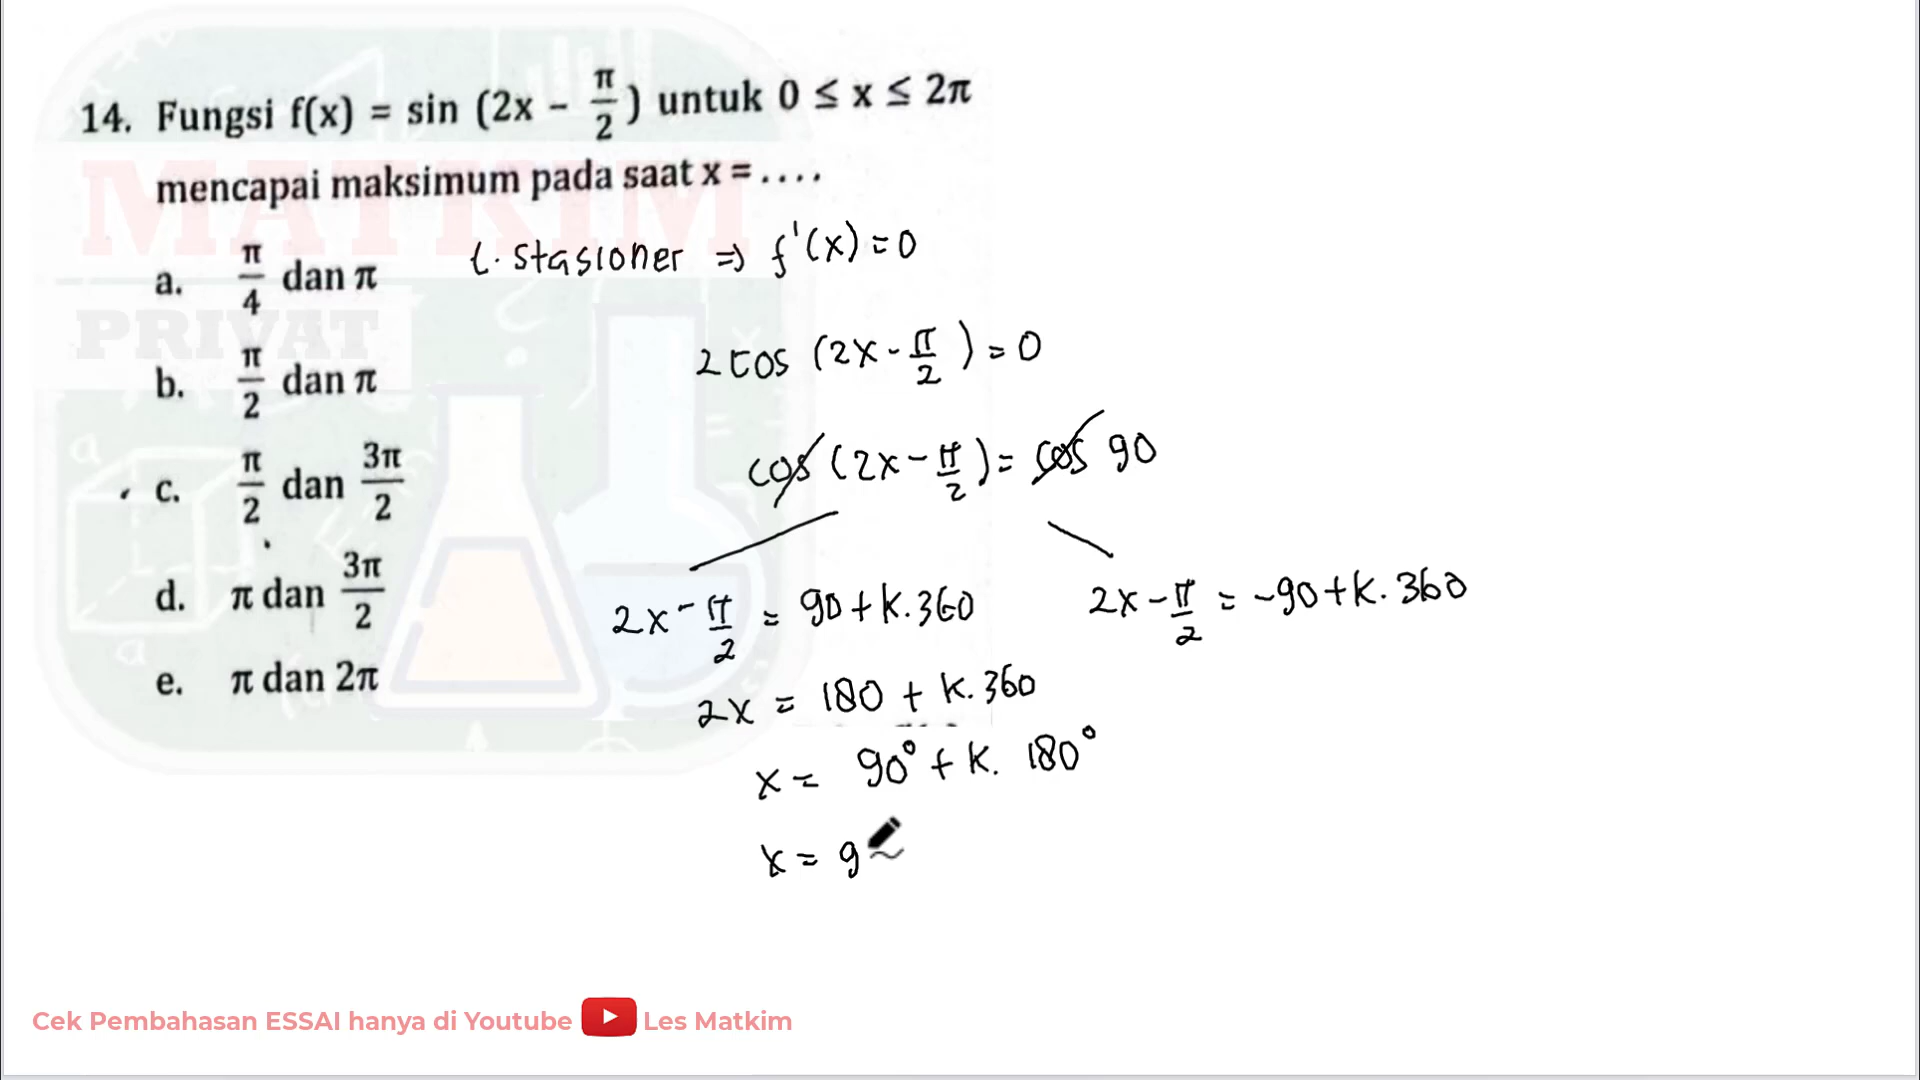 14. Fungsi f(x) = sin (2x - π/2) untuk 0 ≤ x ≤ 2π
mencapai maksimum pada saat x = ....
a. π/4 dan π
b. π/2 dan π
c. π/2 dan 3π/2
d. π dan 3π/2
e. π dan 2π
MATKIM
PRIVAT
t. stasioner ⇒ f'(x) = 0
2 cos (2x - π/2) = 0
cos (2x - π/2) = cos 90
2x - π/2 = 90 + k. 360
2x - π/2 = -90 + k. 360
2x = 180 + k. 360
x = 90° + k. 180°
x = 9
Cek Pembahasan ESSAI hanya di Youtube Les Matkim